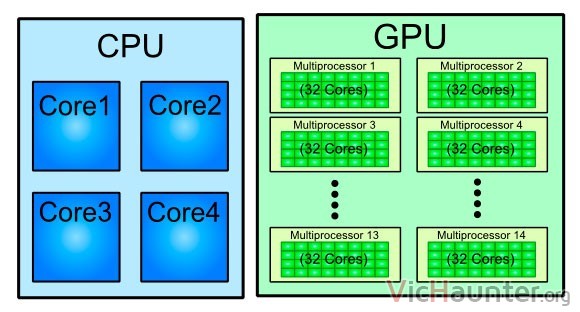 CPU
Core1
Core2
Core3
Core4
GPU
Multiprocessor 1
(32 Cores)
Multiprocessor 2
(32 Cores)
Multiprocessor 3
(32 Cores)
Multiprocessor 4
(32 Cores)
Multiprocessor 13
(32 Cores)
Multiprocessor 14
(32 Cores)
VicHaunter.org